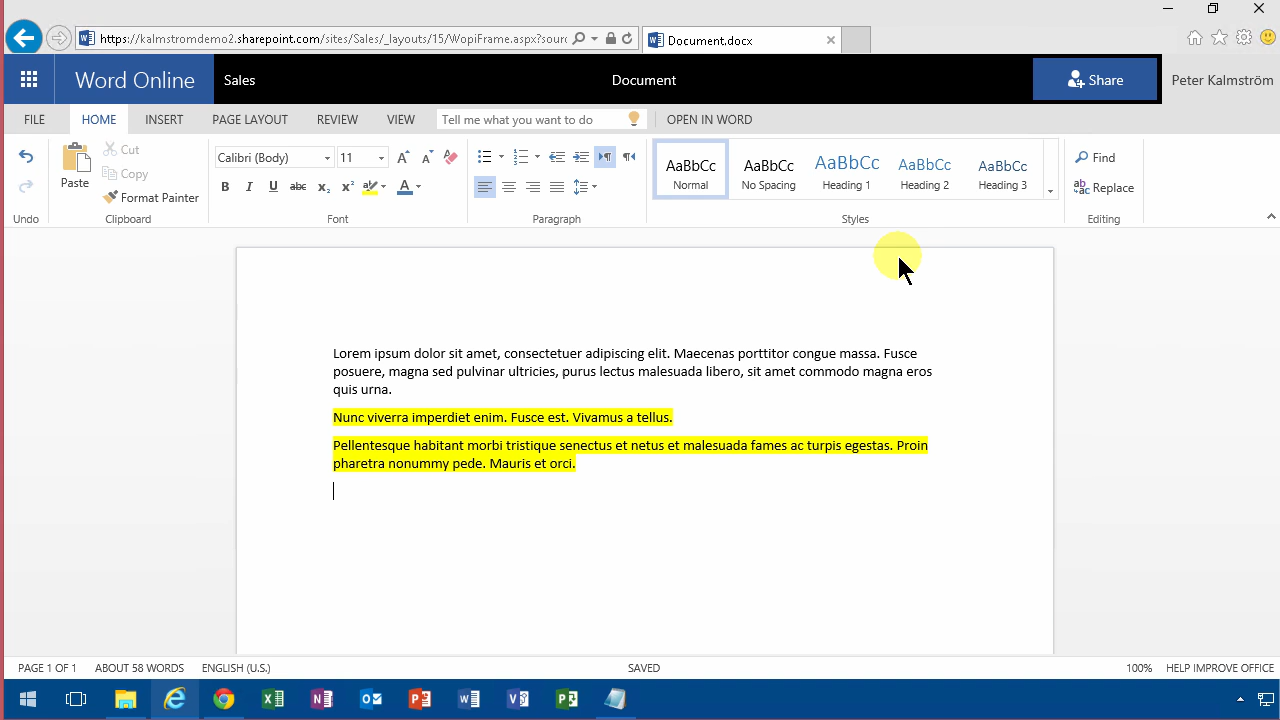 https://kalmstromdemo2.sharepoint.com/sites/Sales/_layouts/15/WopiFrame.aspx?sourc
Document.docx
Word Online
Sales
Document
Share
Peter Kalmström
FILE HOME INSERT PAGE LAYOUT REVIEW VIEW Tell me what you want to do OPEN IN WORD
Paste
Cut
Copy
Format Painter
Calibri (Body) 11
B I U abc x₂ x² A
AaBbCc AaBbCc AaBbCc AaBbCc AaBbCc
Normal No Spacing Heading 1 Heading 2 Heading 3
Find
Replace
Undo Clipboard Font Paragraph Styles Editing
Lorem ipsum dolor sit amet, consectetuer adipiscing elit. Maecenas porttitor congue massa. Fusce
posuere, magna sed pulvinar ultricies, purus lectus malesuada libero, sit amet commodo magna eros
quis urna.
Nunc viverra imperdiet enim. Fusce est. Vivamus a tellus.
Pellentesque habitant morbi tristique senectus et netus et malesuada fames ac turpis egestas. Proin
pharetra nonummy pede. Mauris et orci.
PAGE 1 OF 1 ABOUT 58 WORDS ENGLISH (U.S.) SAVED 100% HELP IMPROVE OFFICE